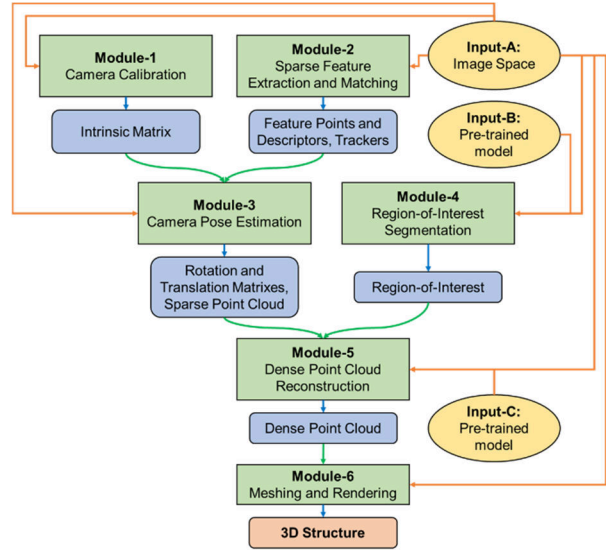 Module-1
Camera Calibration
Module-2
Sparse Feature
Extraction and Matching
Input-A:
Image Space
Intrinsic Matrix
Feature Points and
Descriptors, Trackers
Input-B:
Pre-trained
model
Module-3
Camera Pose Estimation
Module-4
Region-of-Interest
Segmentation
Rotation and
Translation Matrixes,
Sparse Point Cloud
Region-of-Interest
Module-5
Dense Point Cloud
Reconstruction
Input-C:
Pre-trained
model
Dense Point Cloud
Module-6
Meshing and Rendering
3D Structure